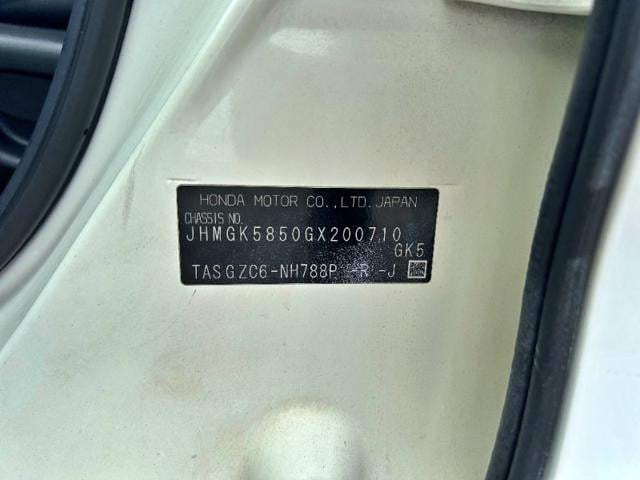 HONDA MOTOR CO.,LTD.JAPAN
CHASSIS NO.
JHMGK5850GX200710
GK5
TASGZC6-NH788P -R -J